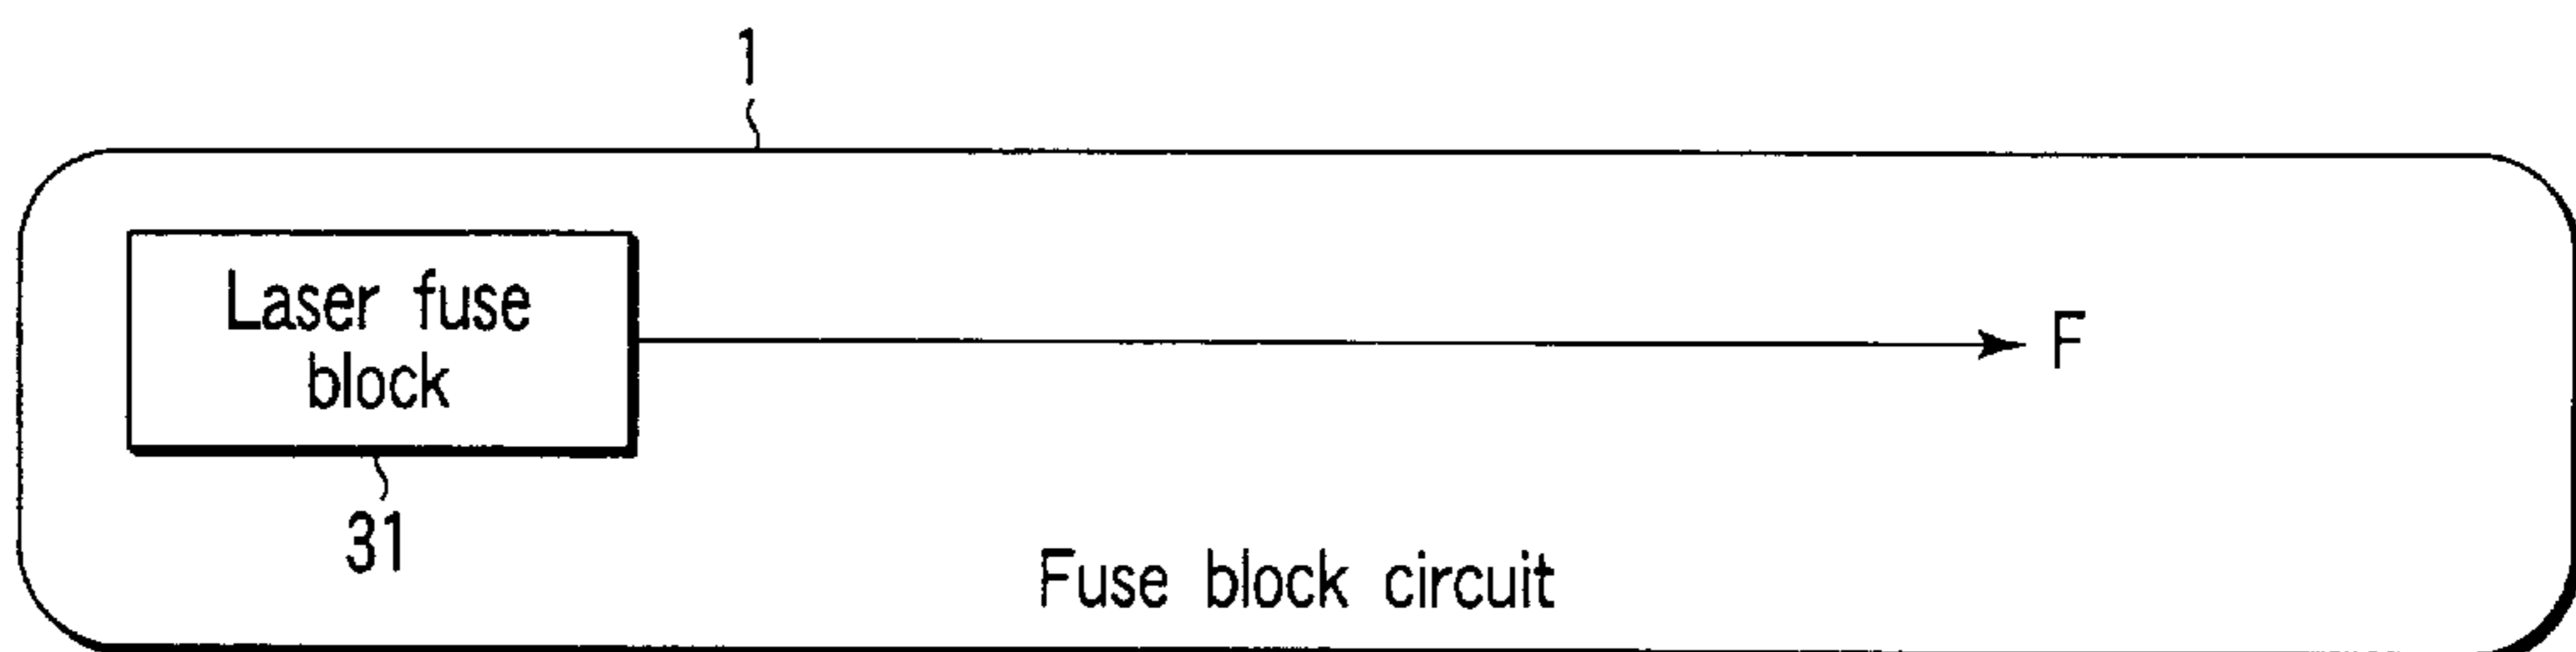 1
Laser fuse
block
F
31
Fuse block circuit